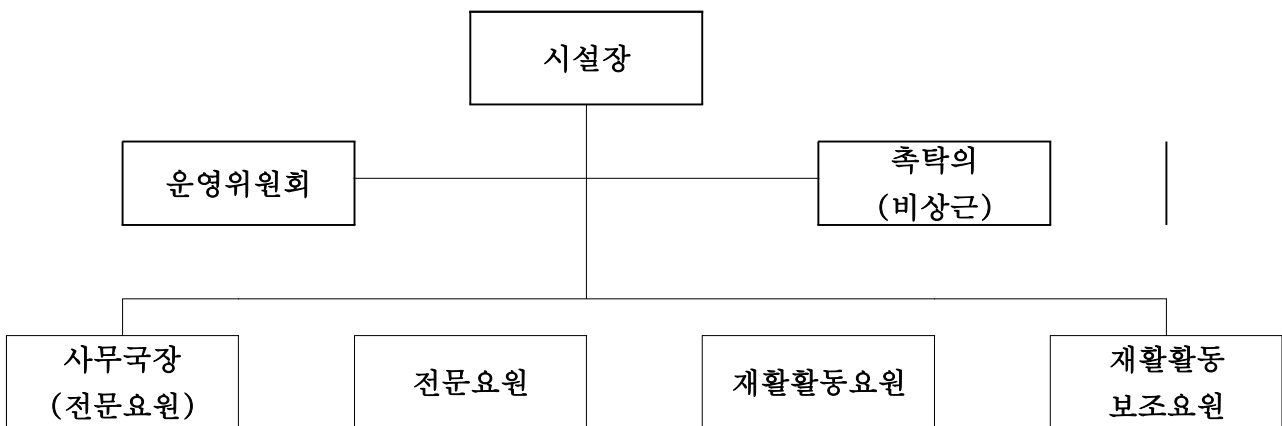 시설장
운영위원회
촉탁의
(비상근)
사무국장
(전문요원)
전문요원
재활활동요원
재활활동
보조요원